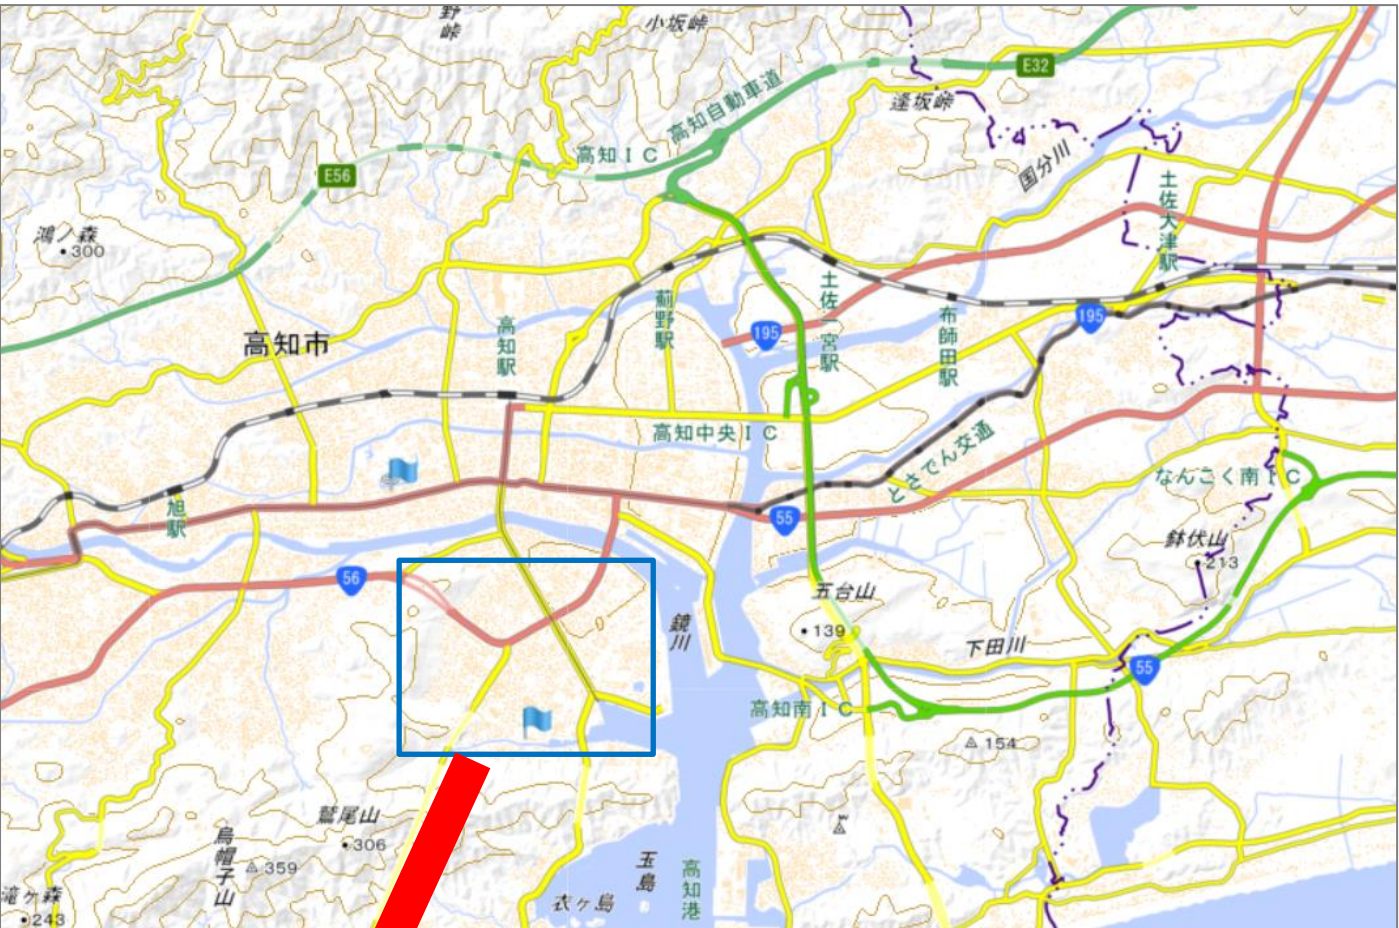 野峠
小坂峠
E32
高知自動車道
逢坂峠
高知IC
国分川
E56
土佐大津駅
鴻ノ森
300
土佐一宮駅
薊野駅
高知駅
布師田駅
195
195
高知市
高知中央IC
とさでん交通
なんこく南IC
旭駅
55
鉢伏山
213
56
五台山
139
鏡川
下田川
55
高知南IC
154
鷲尾山
306
烏帽子山
359
玉島
高知港
滝ヶ森
243
衣ヶ島